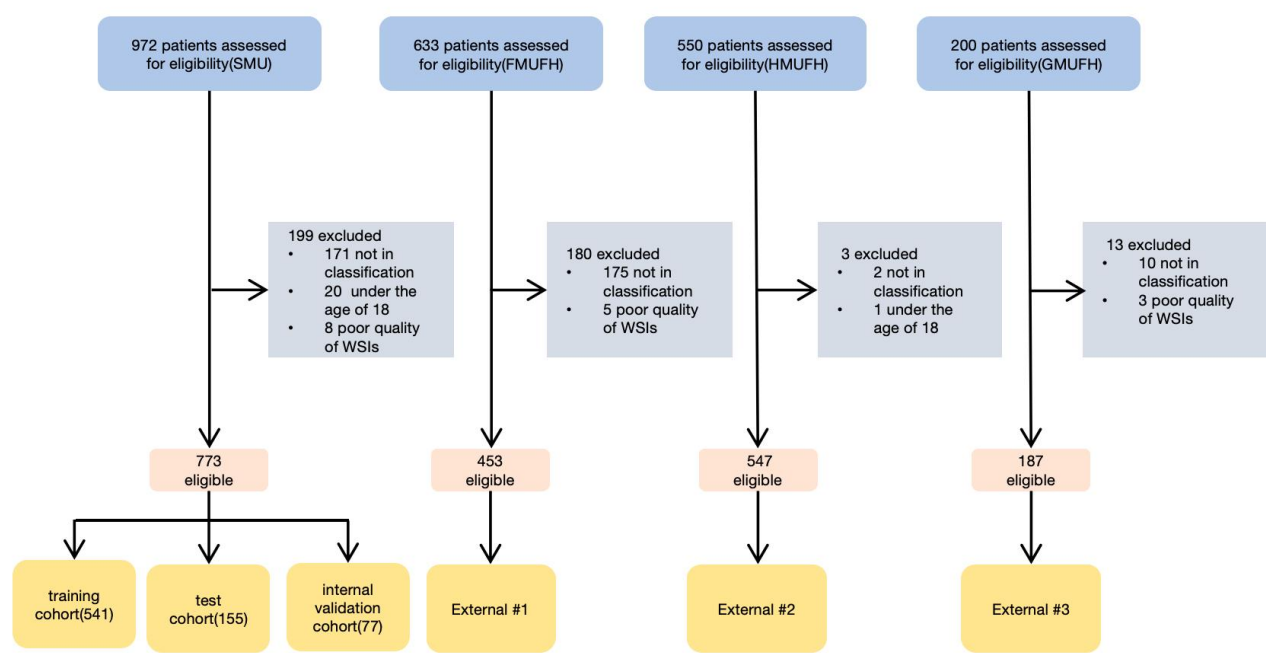 972 patients assessed
for eligibility(SMU)
633 patients assessed
for eligibility(FMUFH)
550 patients assessed
for eligibility(HMUFH)
200 patients assessed
for eligibility(GMUFH)
199 excluded
• 171 not in
classification
• 20 under the
age of 18
• 8 poor quality
of WSIs
180 excluded
• 175 not in
classification
• 5 poor quality
of WSIs
3 excluded
• 2 not in
classification
• 1 under the
age of 18
13 excluded
• 10 not in
classification
• 3 poor quality
of WSIs
773
eligible
453
eligible
547
eligible
187
eligible
training
cohort(541)
test
cohort(155)
internal
validation
cohort(77)
External #1
External #2
External #3